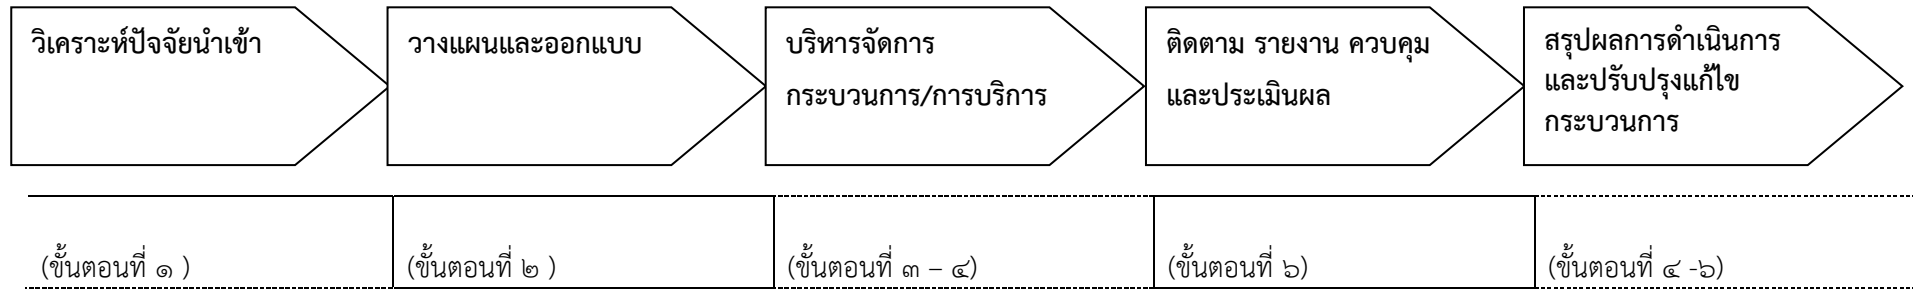 วิเคราะห์ปัจจัยนำเข้า
วางแผนและออกแบบ
บริหารจัดการ
กระบวนการ/การบริการ
ติดตาม รายงาน ควบคุม
และประเมินผล
สรุปผลการดำเนินการ
และปรับปรุงแก้ไข
กระบวนการ
(ขั้นตอนที่ ๑ )
(ขั้นตอนที่ ๒ )
(ขั้นตอนที่ ๓ – ๔)
(ขั้นตอนที่ ๖)
(ขั้นตอนที่ ๔ -๖)